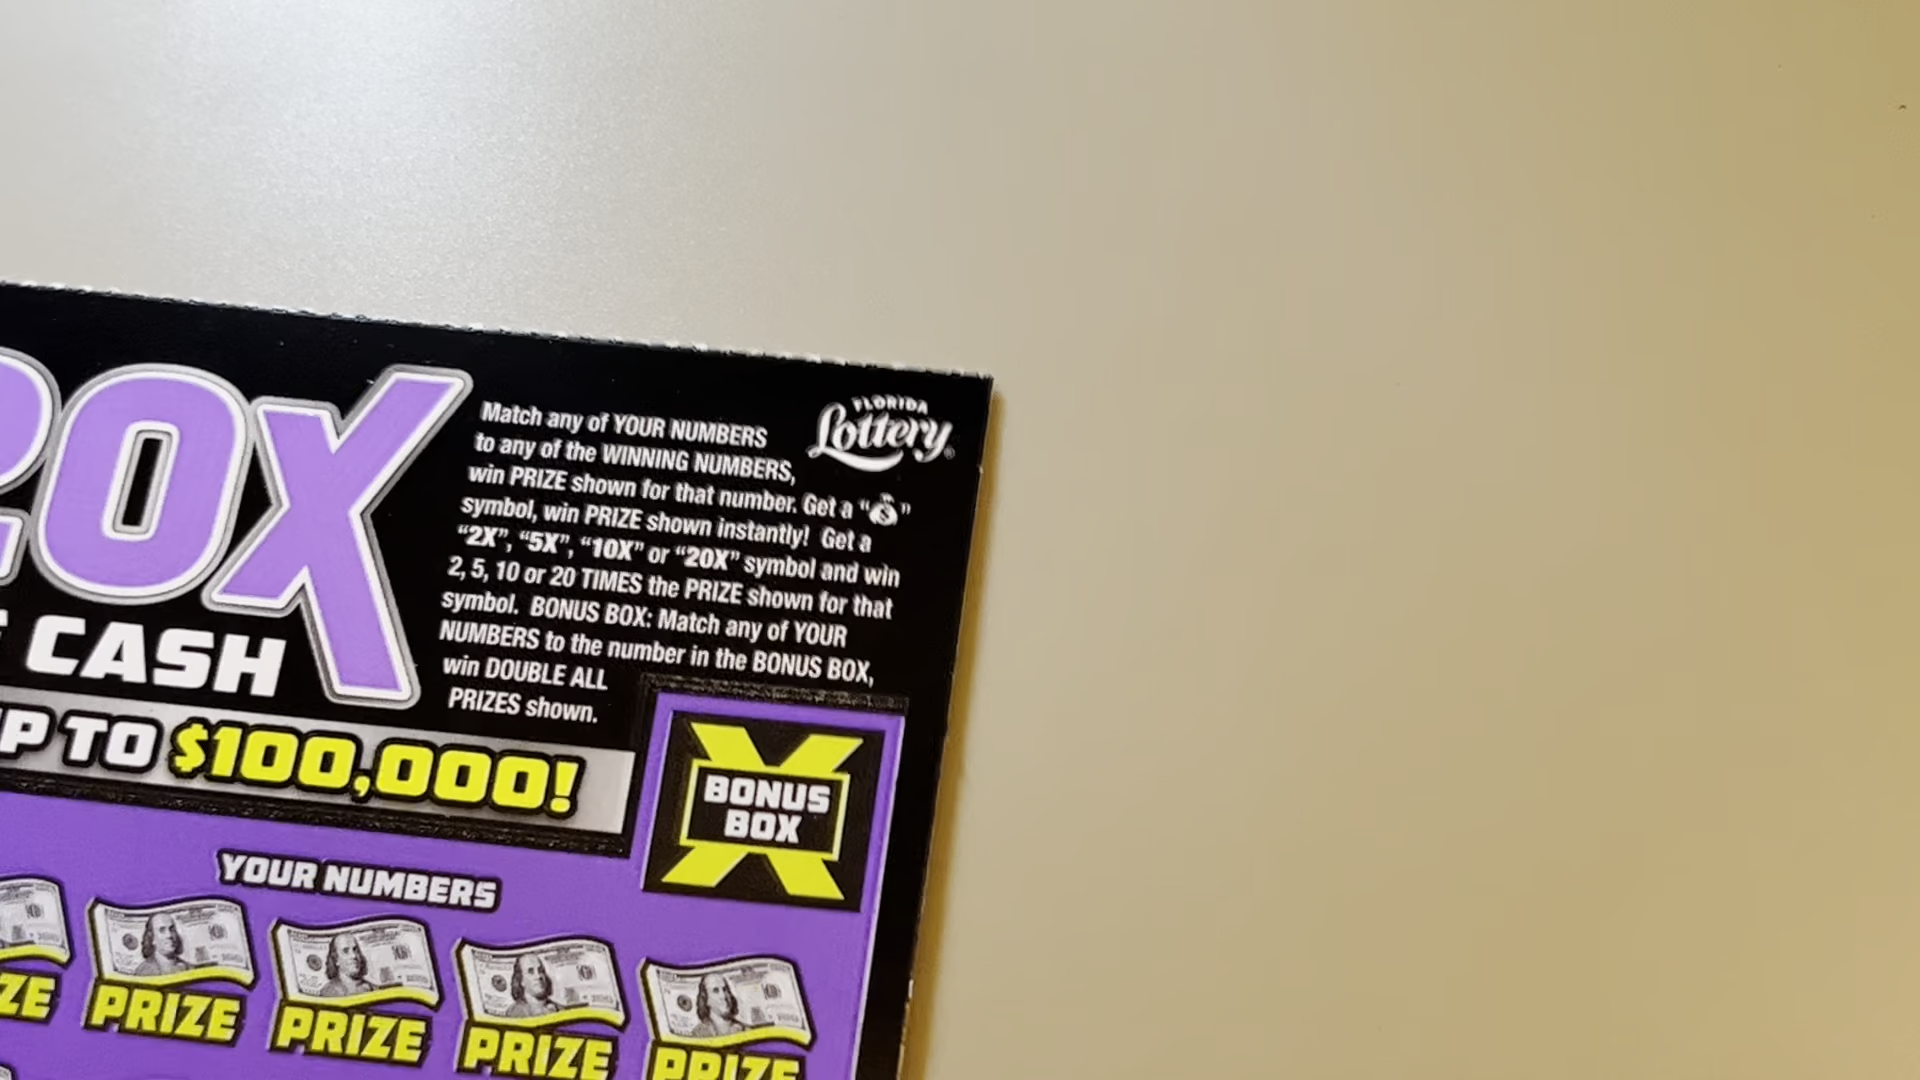 20X
CASH
UP TO $100,000!
FLORIDA
Lottery
Match any of YOUR NUMBERS
to any of the WINNING NUMBERS,
win PRIZE shown for that number. Get a “ ”
symbol, win PRIZE shown instantly! Get a
“2X”, “5X”, “10X” or “20X” symbol and win
2, 5, 10 or 20 TIMES the PRIZE shown for that
symbol. BONUS BOX: Match any of YOUR
NUMBERS to the number in the BONUS BOX,
win DOUBLE ALL
PRIZES shown.
BONUS
BOX
YOUR NUMBERS
PRIZE
PRIZE
PRIZE
PRIZE